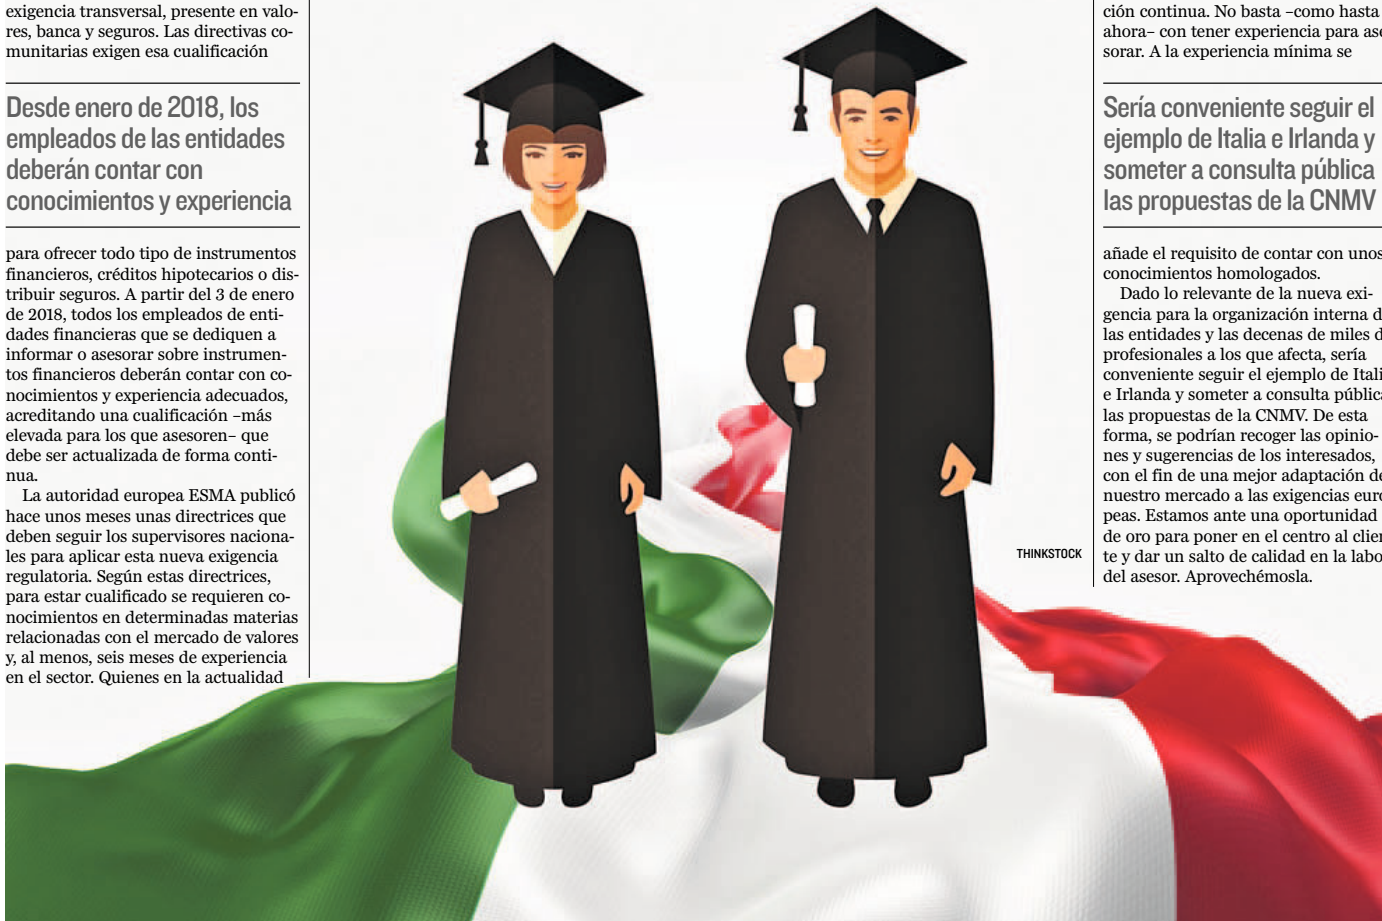 exigencia transversal, presente en valo-
res, banca y seguros. Las directivas co-
munitarias exigen esa cualificación
Desde enero de 2018, los
empleados de las entidades
deberán contar con
conocimientos y experiencia
para ofrecer todo tipo de instrumentos
financieros, créditos hipotecarios o dis-
tribuir seguros. A partir del 3 de enero
de 2018, todos los empleados de enti-
dades financieras que se dediquen a
informar o asesorar sobre instrumen-
tos financieros deberán contar con co-
nocimientos y experiencia adecuados,
acreditando una cualificación –más
elevada para los que asesoren– que
debe ser actualizada de forma conti-
nua.
La autoridad europea ESMA publicó
hace unos meses unas directrices que
deben seguir los supervisores naciona-
les para aplicar esta nueva exigencia
regulatoria. Según estas directrices,
para estar cualificado se requieren co-
nocimientos en determinadas materias
relacionadas con el mercado de valores
y, al menos, seis meses de experiencia
en el sector. Quienes en la actualidad
THINKSTOCK
ción continua. No basta –como hasta
ahora– con tener experiencia para ase
sorar. A la experiencia mínima se
Sería conveniente seguir el
ejemplo de Italia e Irlanda y
someter a consulta pública
las propuestas de la CNMV
añade el requisito de contar con unos
conocimientos homologados.
Dado lo relevante de la nueva exi-
gencia para la organización interna d
las entidades y las decenas de miles d
profesionales a los que afecta, sería
conveniente seguir el ejemplo de Itali
e Irlanda y someter a consulta pública
las propuestas de la CNMV. De esta
forma, se podrían recoger las opinio-
nes y sugerencias de los interesados,
con el fin de una mejor adaptación de
nuestro mercado a las exigencias euro
peas. Estamos ante una oportunidad
de oro para poner en el centro al clien
te y dar un salto de calidad en la labo
del asesor. Aprovechémosla.